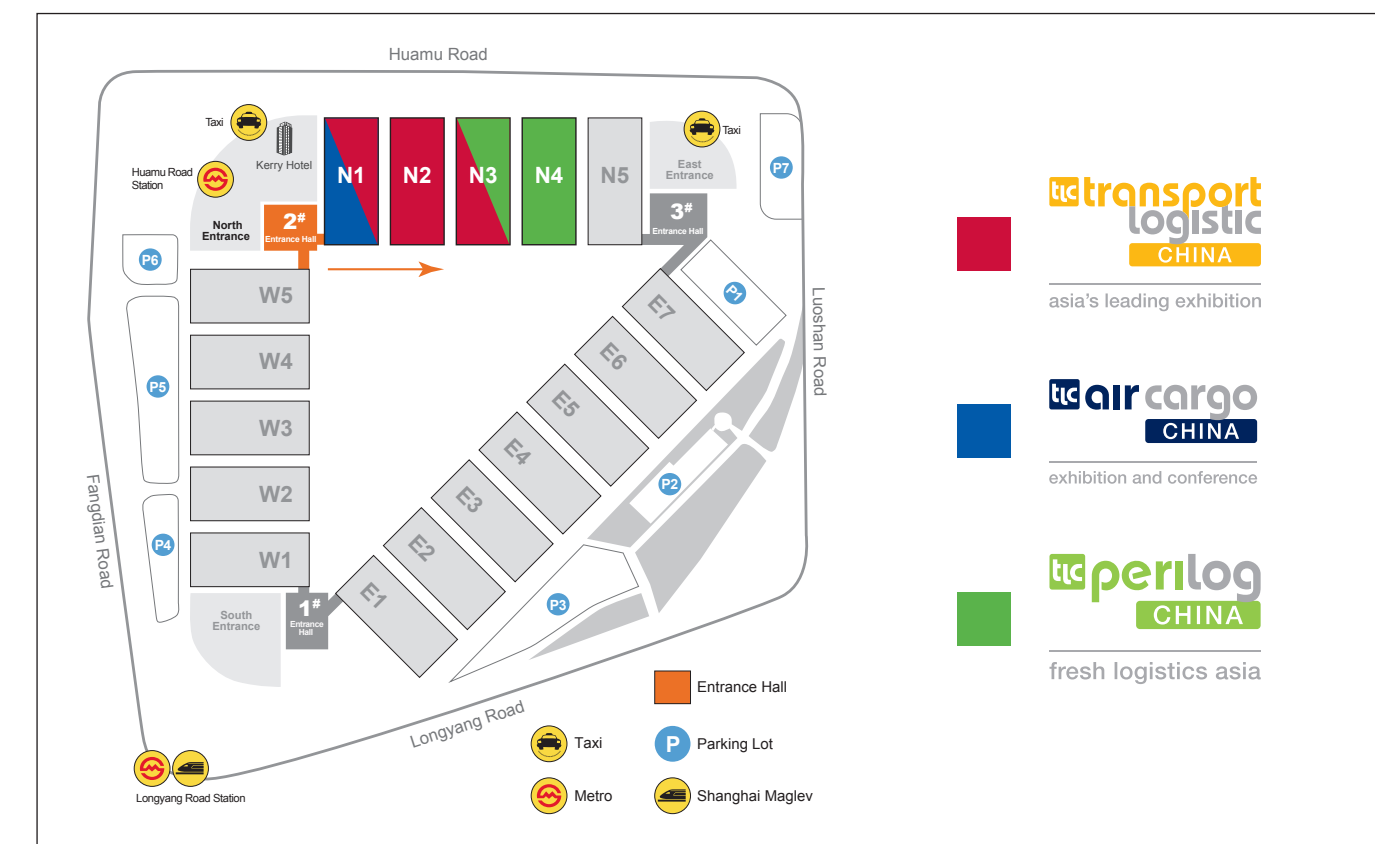 Huamu Road
Taxi
Kerry Hotel
Huamu Road
Station
North
Entrance
2#
Entrance Hall
N1
N2
N3
N4
N5
Taxi
East
Entrance
3#
Entrance Hall
P7
P6
P5
P4
W5
W4
W3
W2
W1
P1
E7
E6
E5
E4
E3
E2
E1
P2
P3
Luoshan Road
Fangdian Road
South
Entrance
1#
Entrance
Hall
Longyang Road
Longyang Road Station
Entrance Hall
Taxi
P Parking Lot
Metro
Shanghai Maglev
tlc transport
logistic
CHINA
asia's leading exhibition
tlc air cargo
CHINA
exhibition and conference
tlc perilog
CHINA
fresh logistics asia